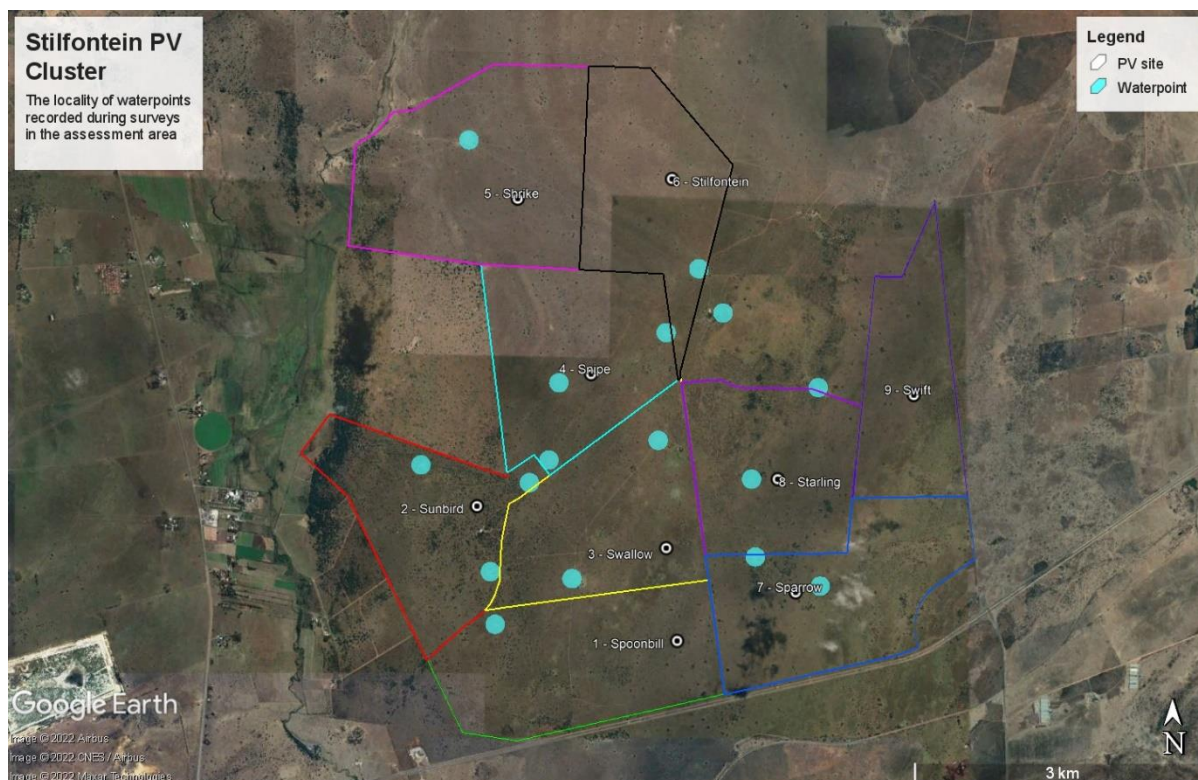 Stilfontein PV
Cluster
The locality of waterpoints
recorded during surveys
in the assessment area
Legend
PV site
Waterpoint
5 - Shrike
6 - Stilfontein
4 - Snipe
9 - Swift
2 - Sunbird
8 - Starling
3 - Swallow
7 - Sparrow
1 - Spoonbill
Google Earth
Image © 2022 Airbus
Image © 2022 CNES / Airbus
Image © 2022 Maxar Technologies
N
3 km